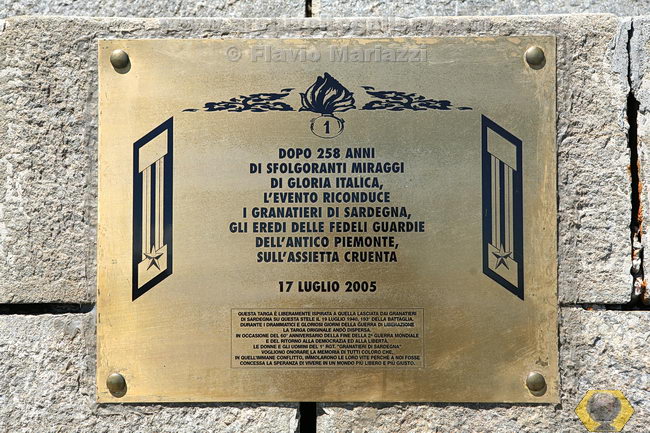 © Flavio Mariazzi
1
DOPO 258 ANNI
DI SFOLGORANTI MIRAGGI
DI GLORIA ITALICA,
L'EVENTO RICONDUCE
I GRANATIERI DI SARDEGNA,
GLI EREDI DELLE FEDELI GUARDIE
DELL'ANTICO PIEMONTE,
SULL'ASSIETTA CRUENTA
17 LUGLIO 2005
QUESTA TARGA È LIBERAMENTE ISPIRATA A QUELLA LASCIATA DAI GRANATIERI
DI SARDEGNA SU QUESTA STELE IL 19 LUGLIO 1940, 193° DELLA BATTAGLIA.
DURANTE I DRAMMATICI E GLORIOSI GIORNI DELLA GUERRA DI LIBERAZIONE
LA TARGA ORIGINALE ANDÒ DISPERSA.
IN OCCASIONE DEL 60° ANNIVERSARIO DELLA FINE DELLA 2ª GUERRA MONDIALE
E DEL RITORNO ALLA DEMOCRAZIA ED ALLA LIBERTÀ,
LE DONNE E GLI UOMINI DEL 1° RGT. "GRANATIERI DI SARDEGNA"
VOGLIONO ONORARE LA MEMORIA DI TUTTI COLORO CHE,
IN QUELL'IMMANE CONFLITTO, IMMOLARONO LE LORO VITE PERCHÉ A NOI FOSSE
CONCESSA LA SPERANZA DI VIVERE IN UN MONDO PIÙ LIBERO E PIÙ GIUSTO.